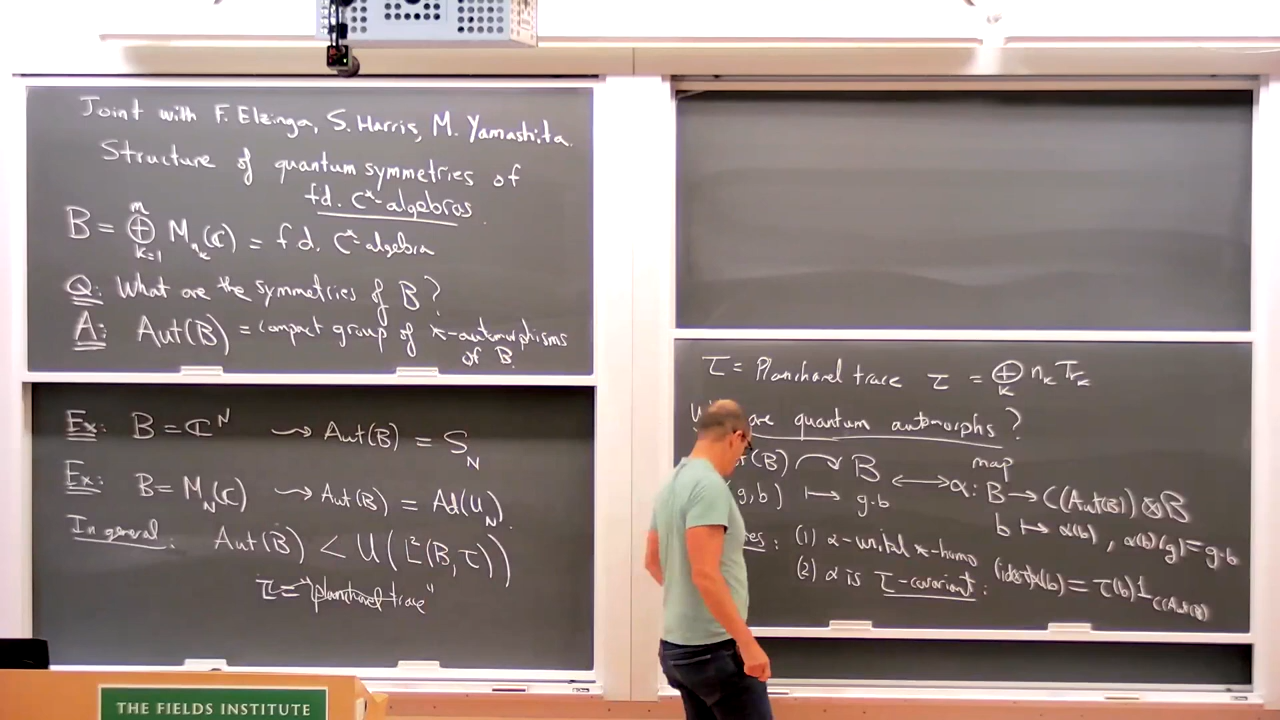 Joint with F. Elzinga, S. Harris, M. Yamashita.
Structure of quantum symmetries of
fd. C*-algebras.
B = ⊕_{k=1}^{m} M_{n_k}(ℂ) = fd. C*-algebra
Q: What are the symmetries of B?
A: Aut(B) = compact group of *-automorphisms
of B.
Ex: B = ℂ^N ⇝ Aut(B) = S_N
Ex: B = M_N(ℂ) ⇝ Aut(B) = Ad(U_N).
In general: Aut(B) < U(L²(B,τ))
τ = "plancherel trace"
τ = Plancherel trace τ = ⊕_k n_k Tr_k
are quantum automorphs?
(B) ↷ B ⟷ α: B → C(Aut(B)) ⊗ B
map
g,b) ↦ g·b
b ↦ α(b), α(b)(g) = g·b
(1) α-unital *-homo
(2) α is τ-covariant: (id⊗τ)α(b) = τ(b)1_{C(Aut(B))}
THE FIELDS INSTITUTE